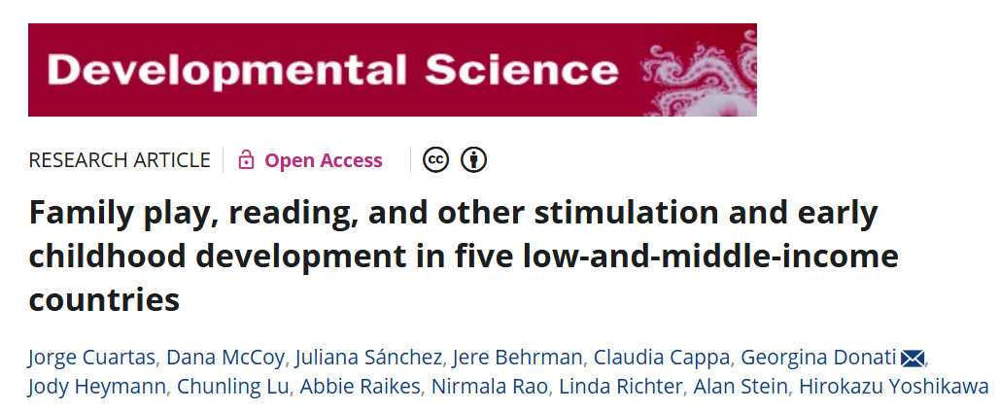 Developmental Science
RESEARCH ARTICLE Open Access cc
Family play, reading, and other stimulation and early
childhood development in five low-and-middle-income
countries
Jorge Cuartas, Dana McCoy, Juliana Sánchez, Jere Behrman, Claudia Cappa, Georgina Donati,
Jody Heymann, Chunling Lu, Abbie Raikes, Nirmala Rao, Linda Richter, Alan Stein, Hirokazu Yoshikawa